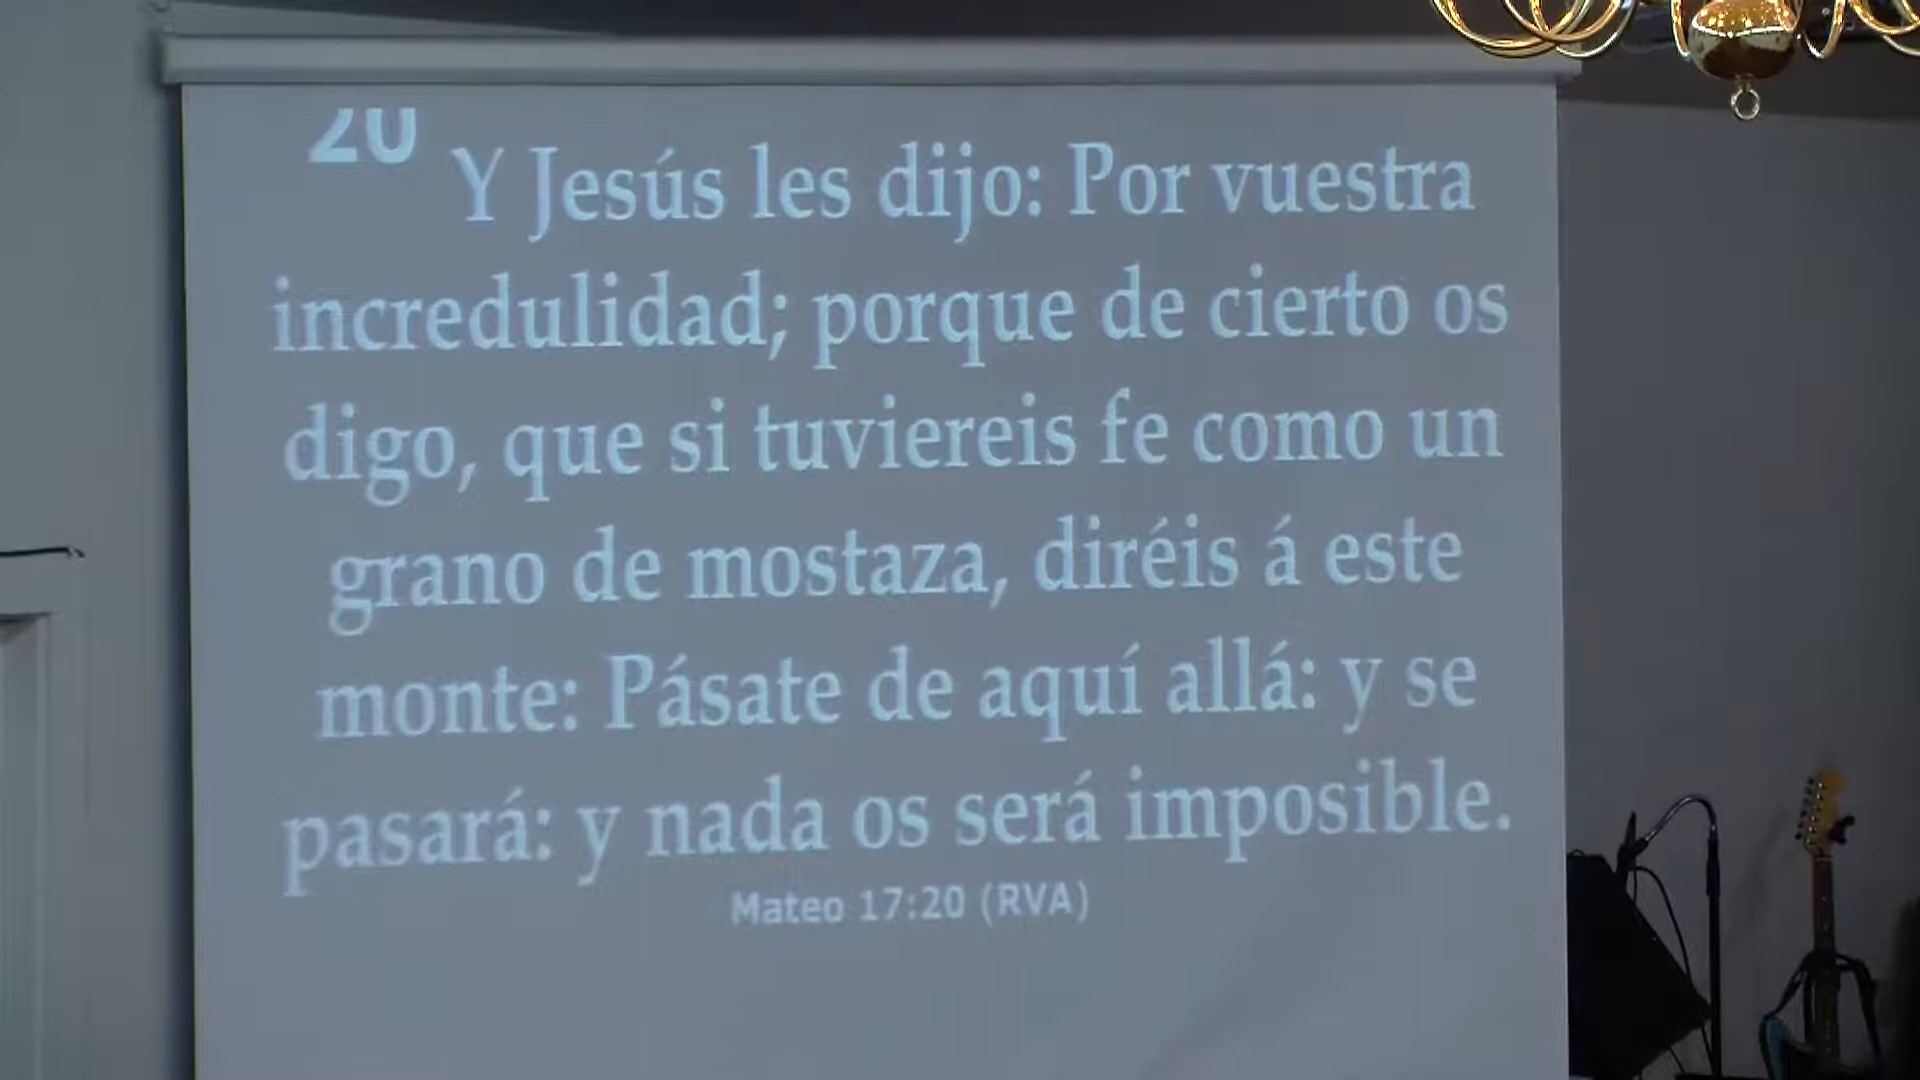 20 Y Jesús les dijo: Por vuestra
incredulidad; porque de cierto os
digo, que si tuviereis fe como un
grano de mostaza, diréis á este
monte: Pásate de aquí allá: y se
pasará: y nada os será imposible.
Mateo 17:20 (RVA)